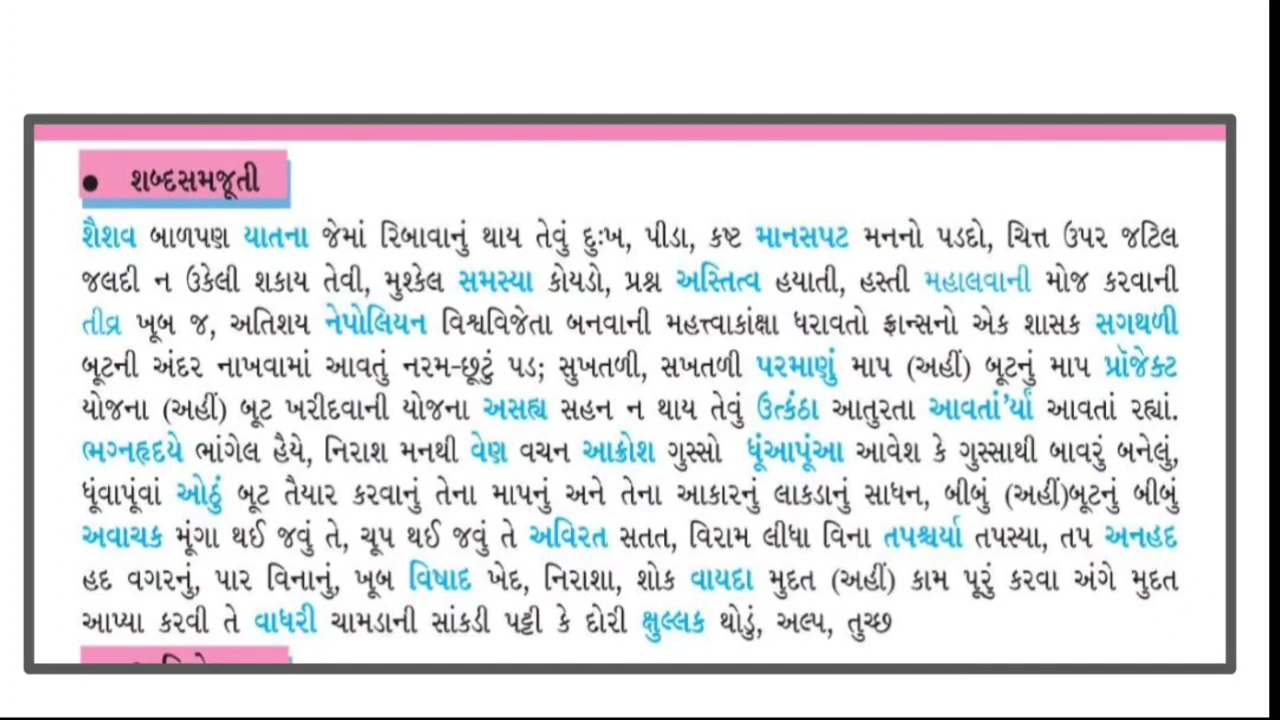 • શબ્દસમજૂતી
શૈશવ બાળપણ યાતના જેમાં રિબાવાનું થાય તેવું દુઃખ, પીડા, કષ્ટ માનસપટ મનનો પડદો, ચિત્ત ઉપર જટિલ
જલદી ન ઉકેલી શકાય તેવી, મુશ્કેલ સમસ્યા કોયડો, પ્રશ્ન અસ્તિત્વ હયાતી, હસ્તી મહાલવાની મોજ કરવાની
તીવ્ર ખૂબ જ, અતિશય નેપોલિયન વિશ્વવિજેતા બનવાની મહત્ત્વાકાંક્ષા ધરાવતો ફ્રાન્સનો એક શાસક સગથળી
બૂટની અંદર નાખવામાં આવતું નરમ-છૂટું પડ; સુખતળી, સખતળી પરમાણું માપ (અહીં) બૂટનું માપ પ્રૉજેક્ટ
યોજના (અહીં) બૂટ ખરીદવાની યોજના અસહ્ય સહન ન થાય તેવું ઉત્કંઠા આતુરતા આવતાં'ર્યાં આવતાં રહ્યાં.
ભગ્નહૃદયે ભાંગેલ હૈયે, નિરાશ મનથી વેણ વચન આક્રોશ ગુસ્સો ધૂંઆપૂંઆ આવેશ કે ગુસ્સાથી બાવરું બનેલું,
ધૂંવાપૂંવાં ઓઠું બૂટ તૈયાર કરવાનું તેના માપનું અને તેના આકારનું લાકડાનું સાધન, બીબું (અહીં)બૂટનું બીબું
અવાચક મૂંગા થઈ જવું તે, ચૂપ થઈ જવું તે અવિરત સતત, વિરામ લીધા વિના તપશ્ચર્યા તપસ્યા, તપ અનહદ
હદ વગરનું, પાર વિનાનું, ખૂબ વિષાદ ખેદ, નિરાશા, શોક વાયદા મુદત (અહીં) કામ પૂરું કરવા અંગે મુદત
આપ્યા કરવી તે વાધરી ચામડાની સાંકડી પટ્ટી કે દોરી ક્ષુલ્લક થોડું, અલ્પ, તુચ્છ